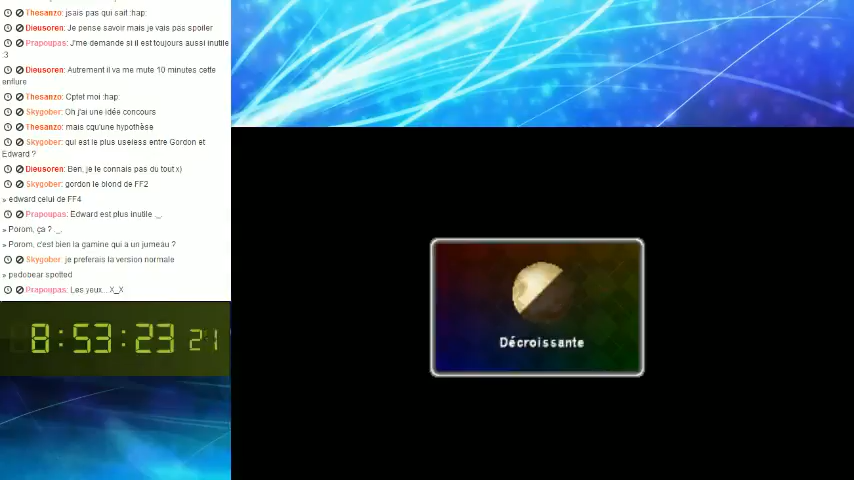 Thesanzo: jsais pas qui sait :hap:
Dieusoren: Je pense savoir mais je vais pas spoiler
Prapoupas: J'me demande si il est toujours aussi inutile
:3
Dieusoren: Autrement il va me mute 10 minutes cette
enflure
Thesanzo: Cptet moi :hap:
Skygober: Oh j'ai une idée concours
Thesanzo: mais cqu'une hypothèse
Skygober: qui est le plus useless entre Gordon et
Edward ?
Dieusoren: Ben, je le connais pas du tout x)
Skygober: gordon le blond de FF2
» edward celui de FF4
Prapoupas: Edward est plus inutile ._.
» Porom, ça ? ._.
» Porom, c'est bien la gamine qui a un jumeau ?
Skygober: je preferais la version normale
» pedobear spotted
Prapoupas: Les yeux... X_X
8:53:23 21
Décroissante